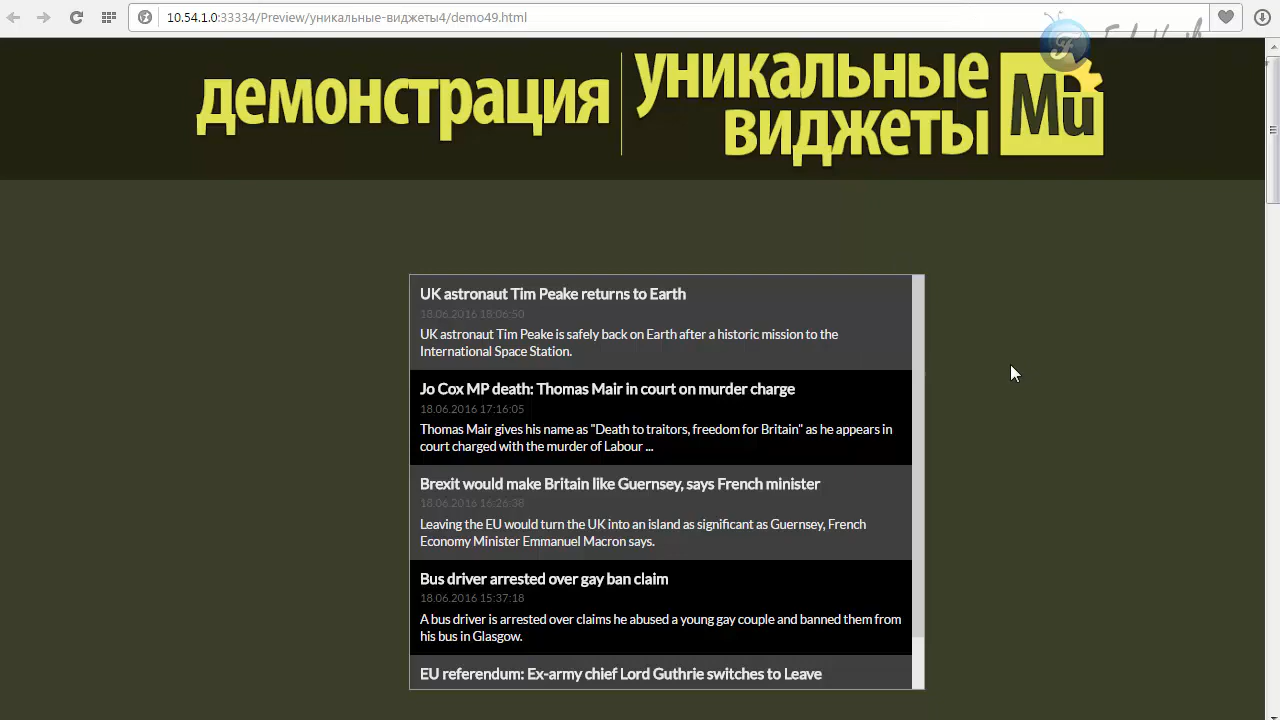 10.54.1.0:33334/Preview/уникальные-виджеты4/demo49.html
демонстрация
уникальные
виджеты
Mu
UK astronaut Tim Peake returns to Earth
18.06.2016 18:06:50
UK astronaut Tim Peake is safely back on Earth after a historic mission to the
International Space Station.
Jo Cox MP death: Thomas Mair in court on murder charge
18.06.2016 17:16:05
Thomas Mair gives his name as "Death to traitors, freedom for Britain" as he appears in
court charged with the murder of Labour ...
Brexit would make Britain like Guernsey, says French minister
18.06.2016 16:26:38
Leaving the EU would turn the UK into an island as significant as Guernsey, French
Economy Minister Emmanuel Macron says.
Bus driver arrested over gay ban claim
18.06.2016 15:37:18
A bus driver is arrested over claims he abused a young gay couple and banned them from
his bus in Glasgow.
EU referendum: Ex-army chief Lord Guthrie switches to Leave